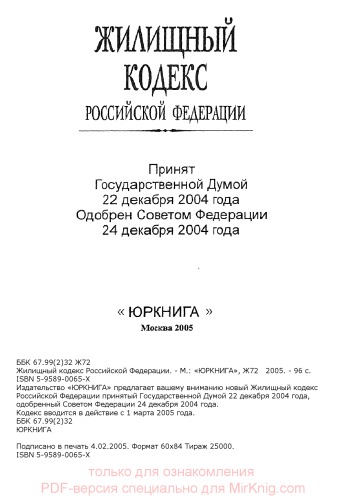 ЖИЛИЩНЫЙ
КОДЕКС
РОССИЙСКОЙ ФЕДЕРАЦИИ
Принят
Государственной Думой
22 декабря 2004 года
Одобрен Советом Федерации
24 декабря 2004 года
« ЮРКНИГА »
Москва 2005
ББК 67.99(2)32 Ж72
Жилищный кодекс Российской Федерации. - М.: «ЮРКНИГА», Ж72 2005. - 96 с.
ISBN 5-9589-0065-X
Издательство «ЮРКНИГА» предлагает вашему вниманию новый Жилищный кодекс
Российской Федерации принятый Государственной Думой 22 декабря 2004 года,
одобренный Советом Федерации 24 декабря 2004 года.
Кодекс вводится в действие с 1 марта 2005 года.
ББК 67.99(2)32
ЮРКНИГА
Подписано в печать 4.02.2005. Формат 60x84 Тираж 25000.
ISBN 5-9589-0065-X
только для ознакомления
PDF-версия специально для MirKnig.com